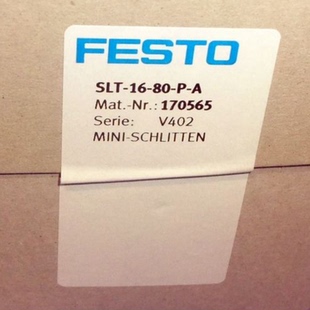 FESTO
SLT-16-80-P-A
Mat.-Nr.: 170565
Serie: V402
MINI-SCHLITTEN